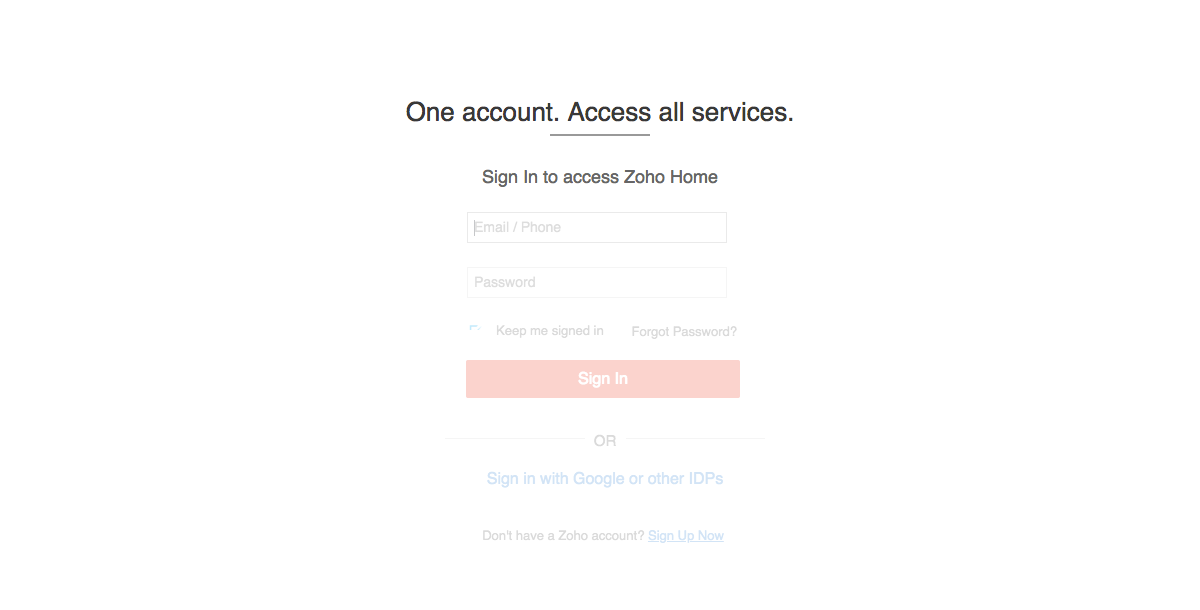 One account. Access all services.
Sign In to access Zoho Home
Email / Phone
Password
Keep me signed in Forgot Password?
Sign In
OR
Sign in with Google or other IDPs
Don't have a Zoho account? Sign Up Now